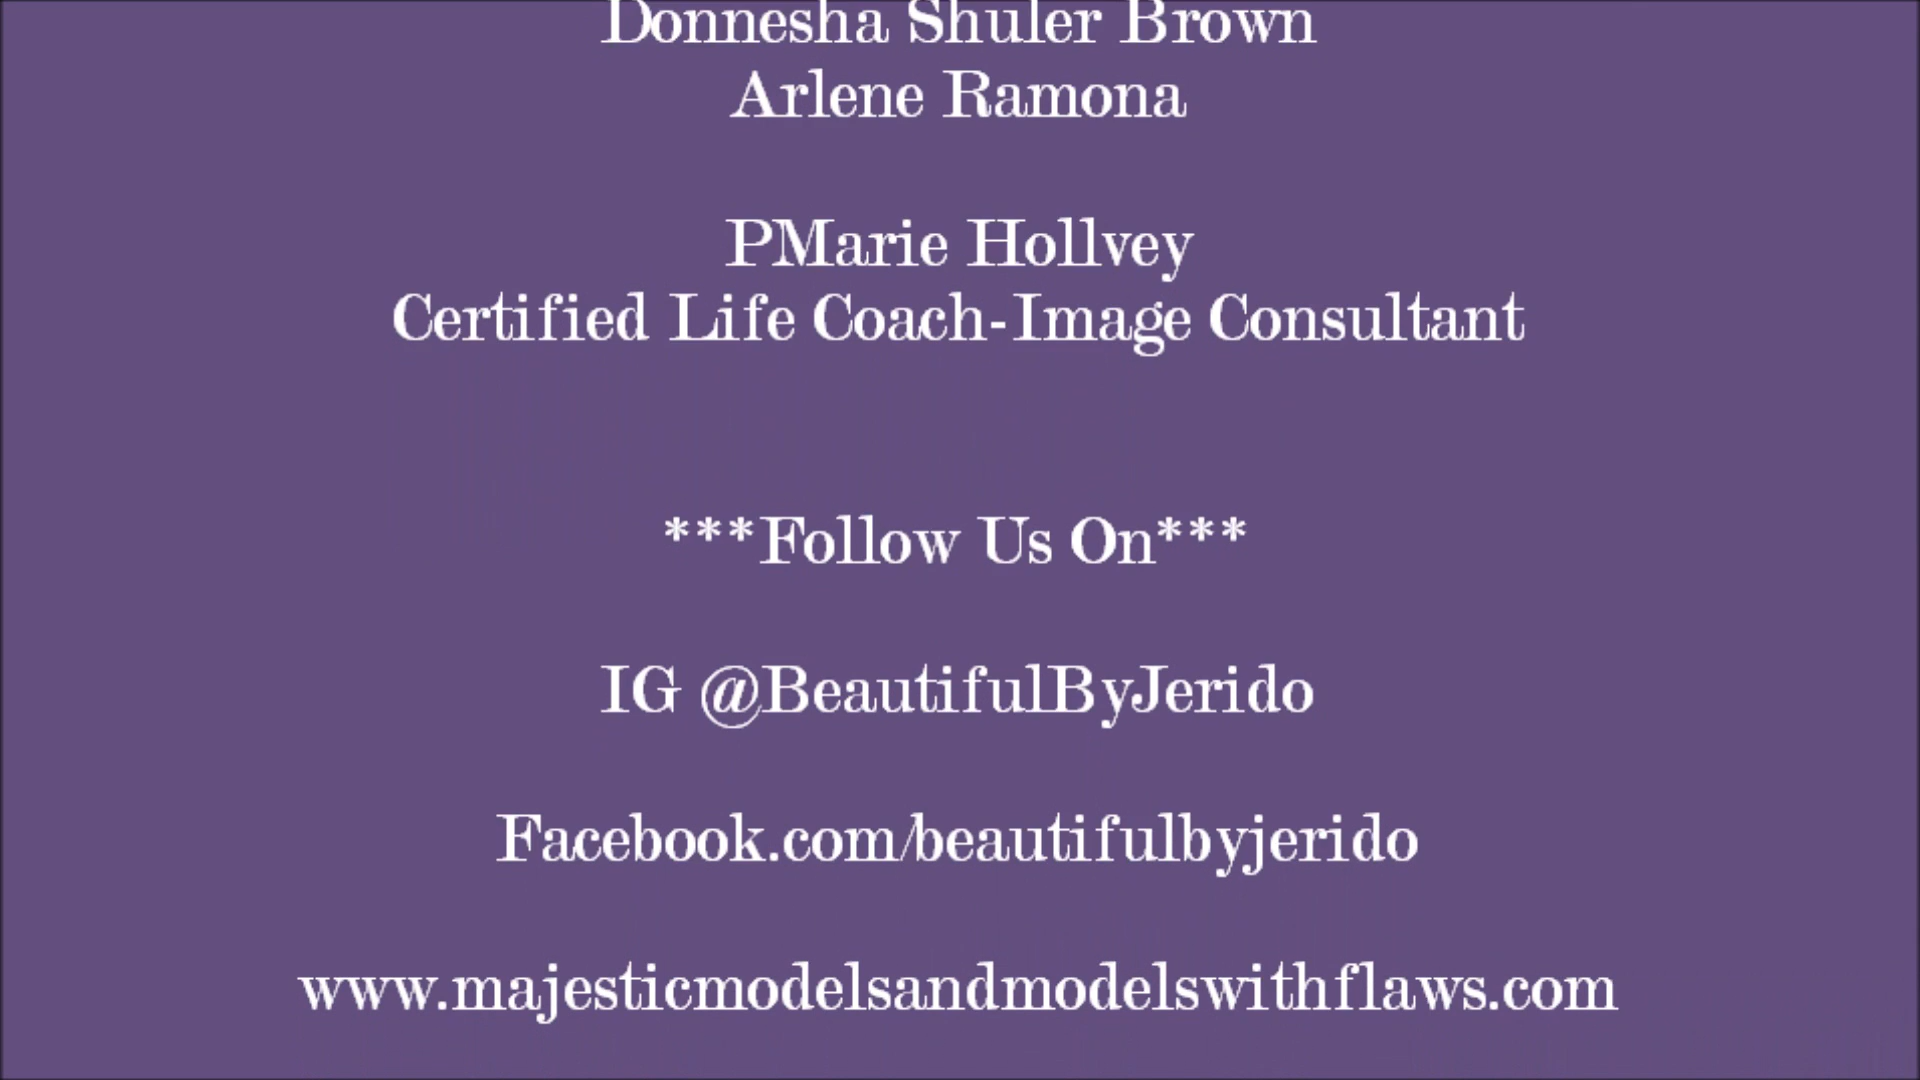 Donnesha Shuler Brown
Arlene Ramona
PMarie Hollvey
Certified Life Coach-Image Consultant
***Follow Us On***
IG @BeautifulByJerido
Facebook.com/beautifulbyjerido
www.majesticmodelsandmodelswithflaws.com